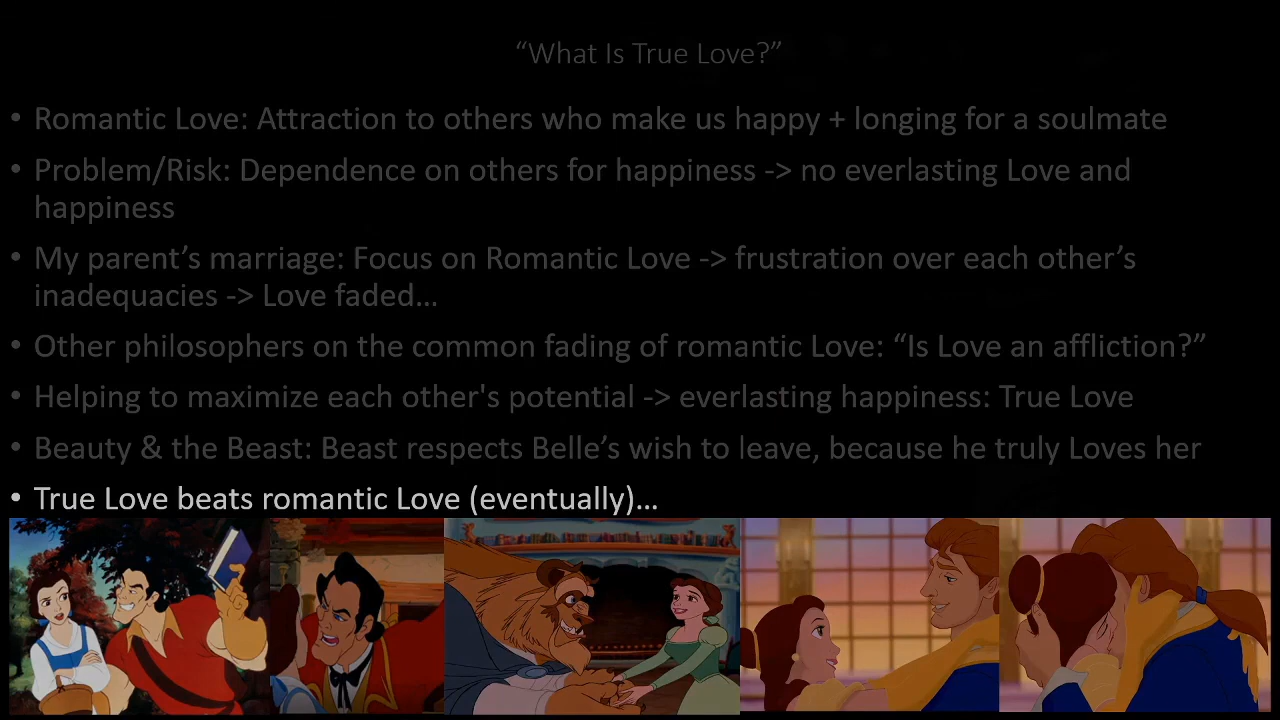 “What Is True Love?”
• Romantic Love: Attraction to others who make us happy + longing for a soulmate
• Problem/Risk: Dependence on others for happiness -> no everlasting Love and
happiness
• My parent’s marriage: Focus on Romantic Love -> frustration over each other’s
inadequacies -> Love faded…
• Other philosophers on the common fading of romantic Love: “Is Love an affliction?”
• Helping to maximize each other's potential -> everlasting happiness: True Love
• Beauty & the Beast: Beast respects Belle’s wish to leave, because he truly Loves her
• True Love beats romantic Love (eventually)…